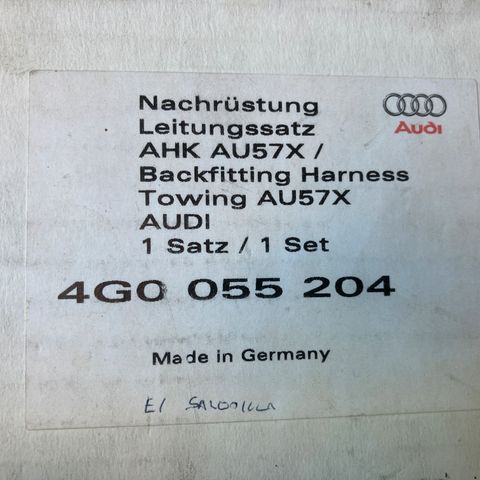 Nachrüstung
Leitungssatz
AHK AU57X /
Backfitting Harness
Towing AU57X
AUDI
1 Satz / 1 Set
Audi
4G0 055 204
Made in Germany